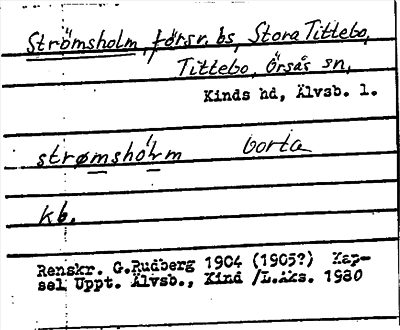 Strömsholm, försv. bs, Stora Tittebo,
Tittebo, Örsås sn,
Kinds hd, Älvsb. l.
strømshòlm borta
kb.
Renskr. G.Rudberg 1904 (1905?) Kap-
sel Uppt. Älvsb., Kind /L.Aks. 1980